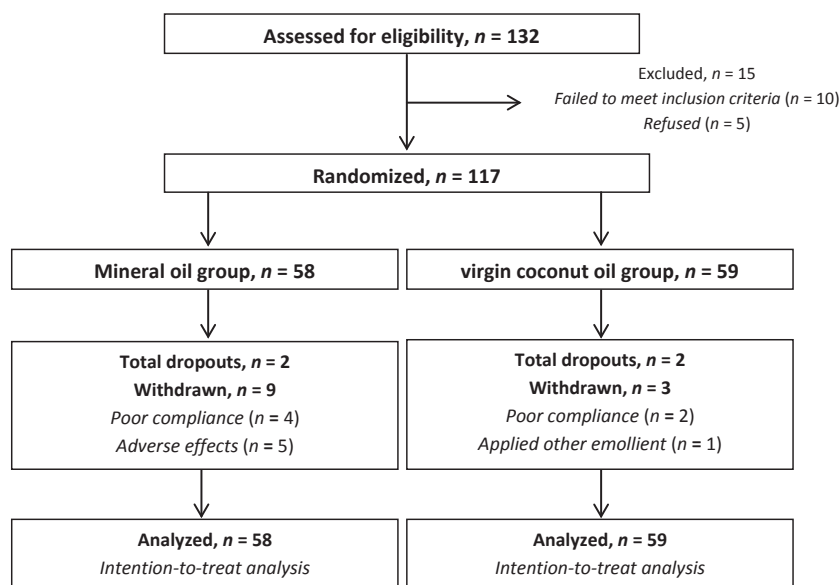 Assessed for eligibility, n = 132
Excluded, n = 15
Failed to meet inclusion criteria (n = 10)
Refused (n = 5)
Randomized, n = 117
Mineral oil group, n = 58
virgin coconut oil group, n = 59
Total dropouts, n = 2
Withdrawn, n = 9
Poor compliance (n = 4)
Adverse effects (n = 5)
Total dropouts, n = 2
Withdrawn, n = 3
Poor compliance (n = 2)
Applied other emollient (n = 1)
Analyzed, n = 58
Intention-to-treat analysis
Analyzed, n = 59
Intention-to-treat analysis